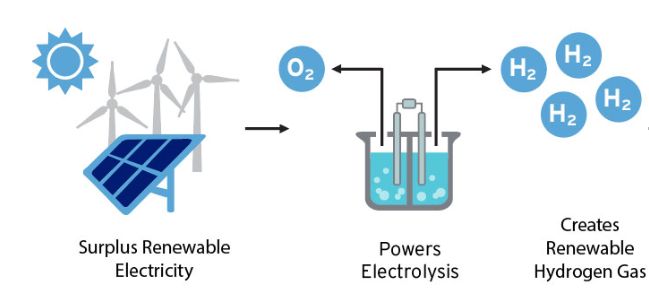 O₂
H₂
H₂
H₂
H₂
Surplus Renewable
Electricity
Powers
Electrolysis
Creates
Renewable
Hydrogen Gas